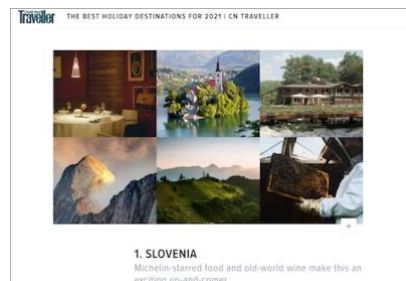 Traveller THE BEST HOLIDAY DESTINATIONS FOR 2021 | CN TRAVELLER
1. SLOVENIA
Michelin-starred food and old-world wine make this an
exciting up-and-comer